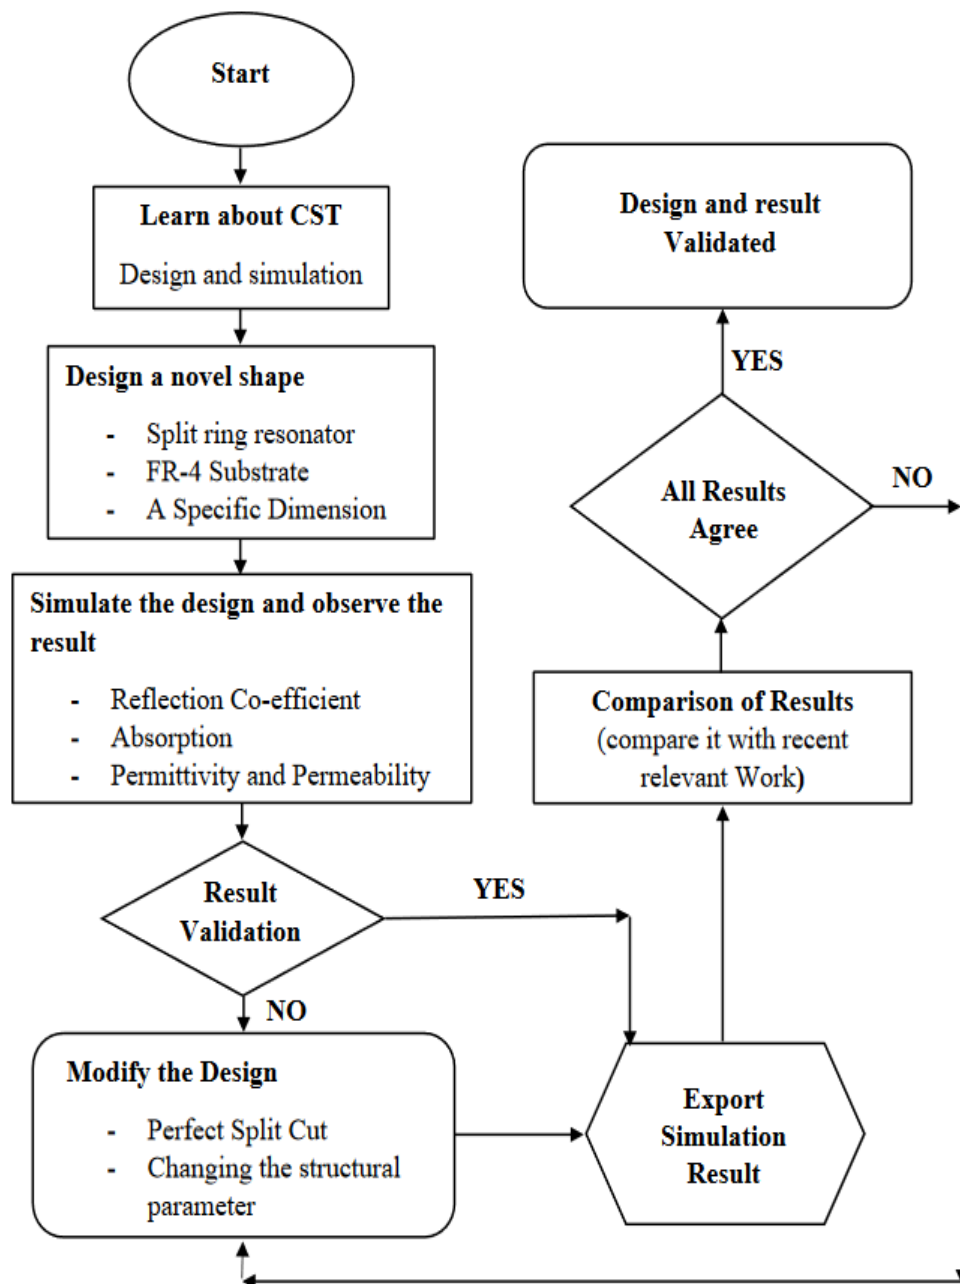 Start
Learn about CST
Design and simulation
Design a novel shape
- Split ring resonator
- FR-4 Substrate
- A Specific Dimension
Simulate the design and observe the
result
- Reflection Co-efficient
- Absorption
- Permittivity and Permeability
Result
Validation
YES
NO
Modify the Design
- Perfect Split Cut
- Changing the structural
parameter
Export
Simulation
Result
Comparison of Results
(compare it with recent
relevant Work)
All Results
Agree
NO
YES
Design and result
Validated